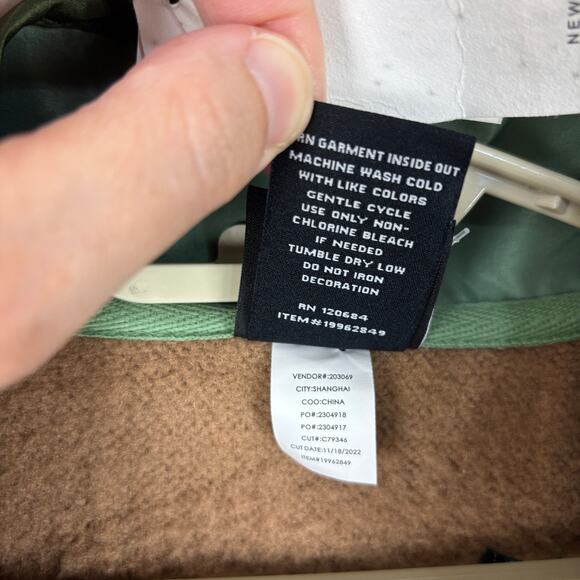 NEW
RN GARMENT INSIDE OUT
MACHINE WASH COLD
WITH LIKE COLORS
GENTLE CYCLE
USE ONLY NON-
CHLORINE BLEACH
IF NEEDED
TUMBLE DRY LOW
DO NOT IRON
DECORATION
RN 120684
ITEM#19962849
VENDOR#:203069
CITY:SHANGHAI
COO:CHINA
PO#:2304918
PO#:2304917
CUT#:C79346
CUT DATE:11/18/2022
ITEM#19962849